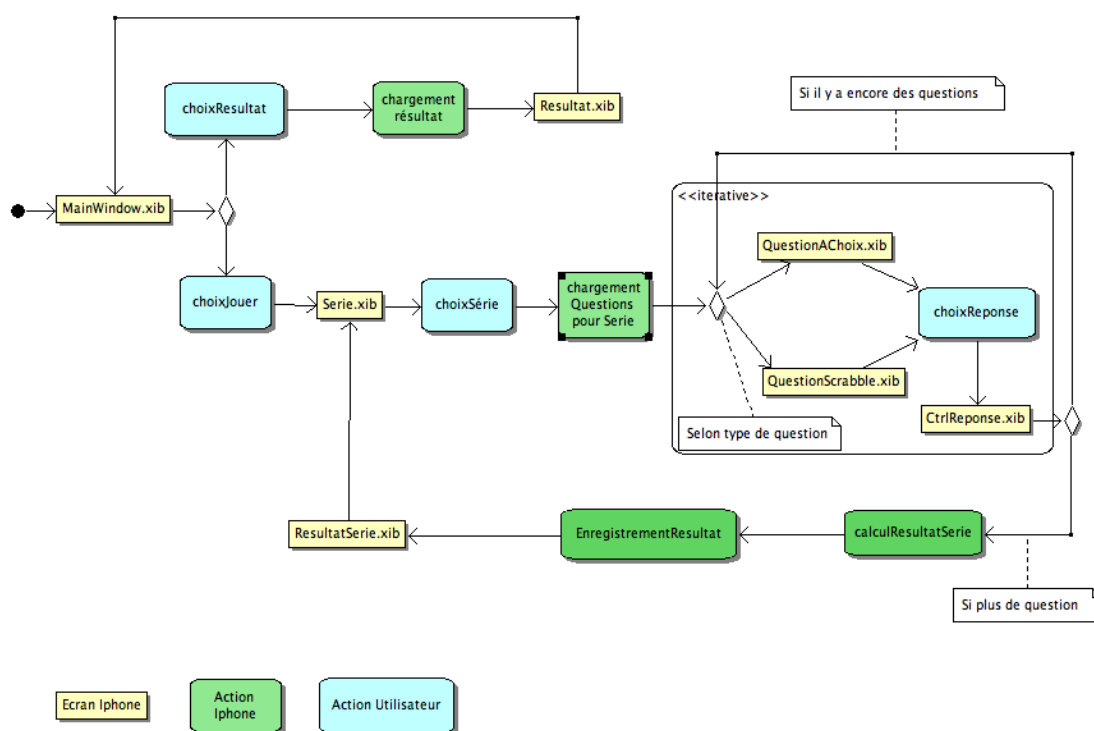 Si il y a encore des questions
choixResultat
chargement
résultat
Resultat.xib
<<iterative>>
MainWindow.xib
QuestionAChoix.xib
choixJouer
Serie.xib
choixSérie
chargement
Questions
pour Serie
choixReponse
QuestionScrabble.xib
CtrlReponse.xib
Selon type de question
ResultatSerie.xib
EnregistrementResultat
calculResultatSerie
Si plus de question
Ecran Iphone
Action
Iphone
Action Utilisateur